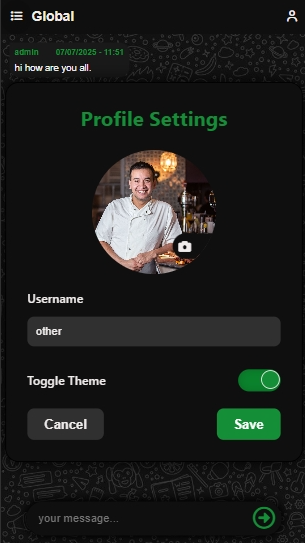 Global
admin 07/07/2025 - 11:51
hi how are you all.
Profile Settings
Username
other
Toggle Theme
Cancel Save
your message...